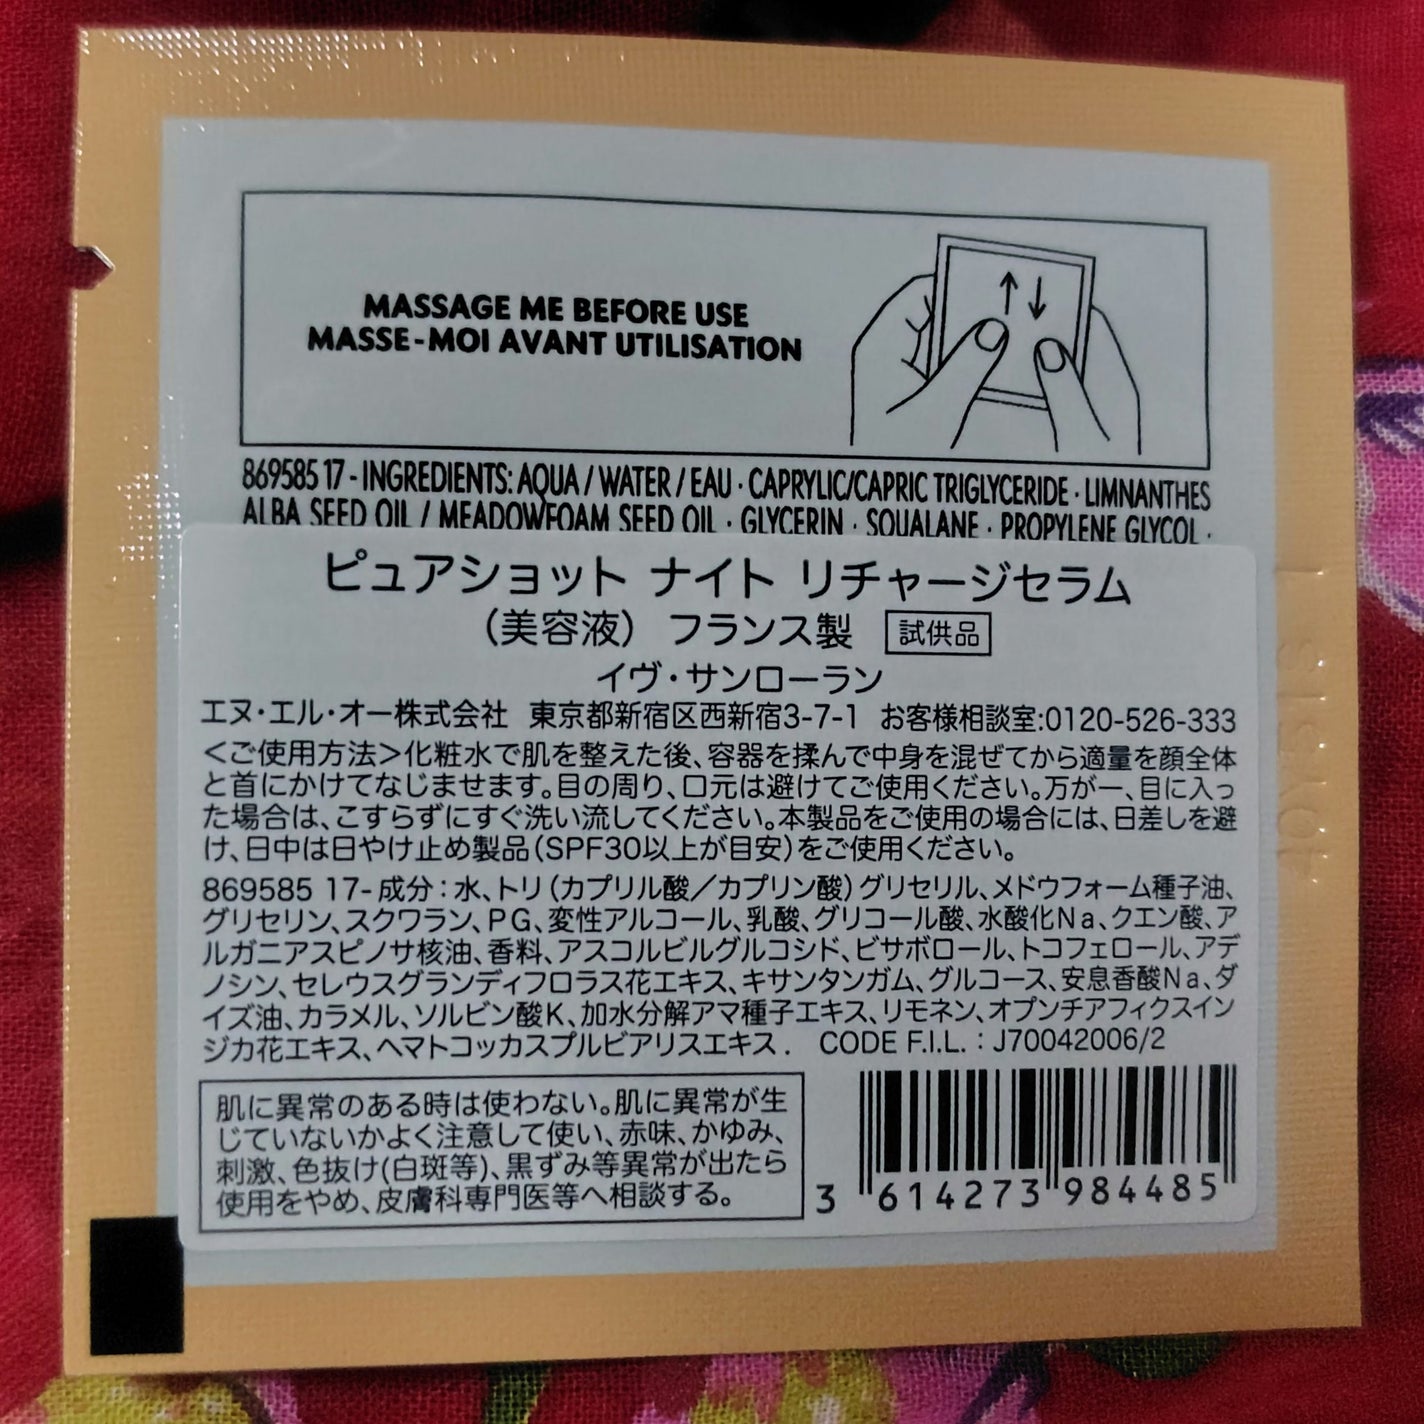 MASSAGE ME BEFORE USE
MASSE-MOI AVANT UTILISATION
869585 17 - INGREDIENTS: AQUA / WATER / EAU · CAPRYLIC/CAPRIC TRIGLYCERIDE · LIMNANTHES
ALBA SEED OIL / MEADOWFOAM SEED OIL · GLYCERIN · SQUALANE · PROPYLENE GLYCOL ·
ピュアショット ナイト リチャージセラム
（美容液） フランス製 試供品
イヴ・サンローラン
エヌ・エル・オー株式会社 東京都新宿区西新宿3-7-1 お客様相談室:0120-526-333
＜ご使用方法＞化粧水で肌を整えた後、容器を揉んで中身を混ぜてから適量を顔全体
と首にかけてなじませます。目の周り、口元は避けてご使用ください。万が一、目に入っ
た場合は、こすらずにすぐ洗い流してください。本製品をご使用の場合には、日差しを避
け、日中は日やけ止め製品（SPF30以上が目安）をご使用ください。
869585 17- 成分：水、トリ（カプリル酸／カプリン酸）グリセリル、メドウフォーム種子油、
グリセリン、スクワラン、PG、変性アルコール、乳酸、グリコール酸、水酸化Na、クエン酸、ア
ルガニアスピノサ核油、香料、アスコルビルグルコシド、ビサボロール、トコフェロール、アデ
ノシン、セレウスグランディフロラス花エキス、キサンタンガム、グルコース、安息香酸Na、ダ
イズ油、カラメル、ソルビン酸K、加水分解アマ種子エキス、リモネン、オプンチアフィクスイン
ジカ花エキス、ヘマトコッカスプルビアリスエキス． CODE F.I.L.：J70042006/2
肌に異常のある時は使わない。肌に異常が生
じていないかよく注意して使い、赤味、かゆみ、
刺激、色抜け(白斑等)、黒ずみ等異常が出たら
使用をやめ、皮膚科専門医等へ相談する。
3 614273 984485